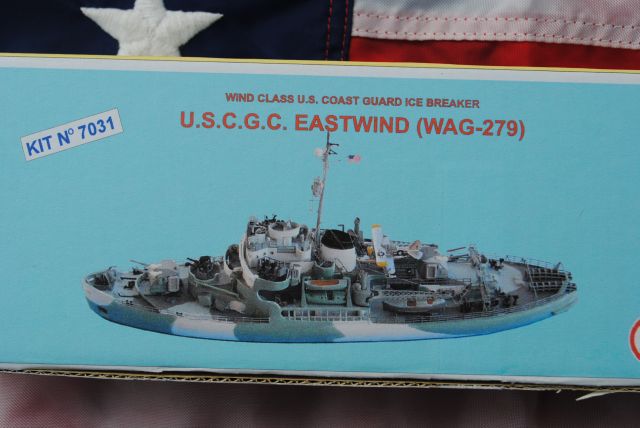 WIND CLASS U.S. COAST GUARD ICE BREAKER
U.S.C.G.C. EASTWIND (WAG-279)
KIT Nº 7031